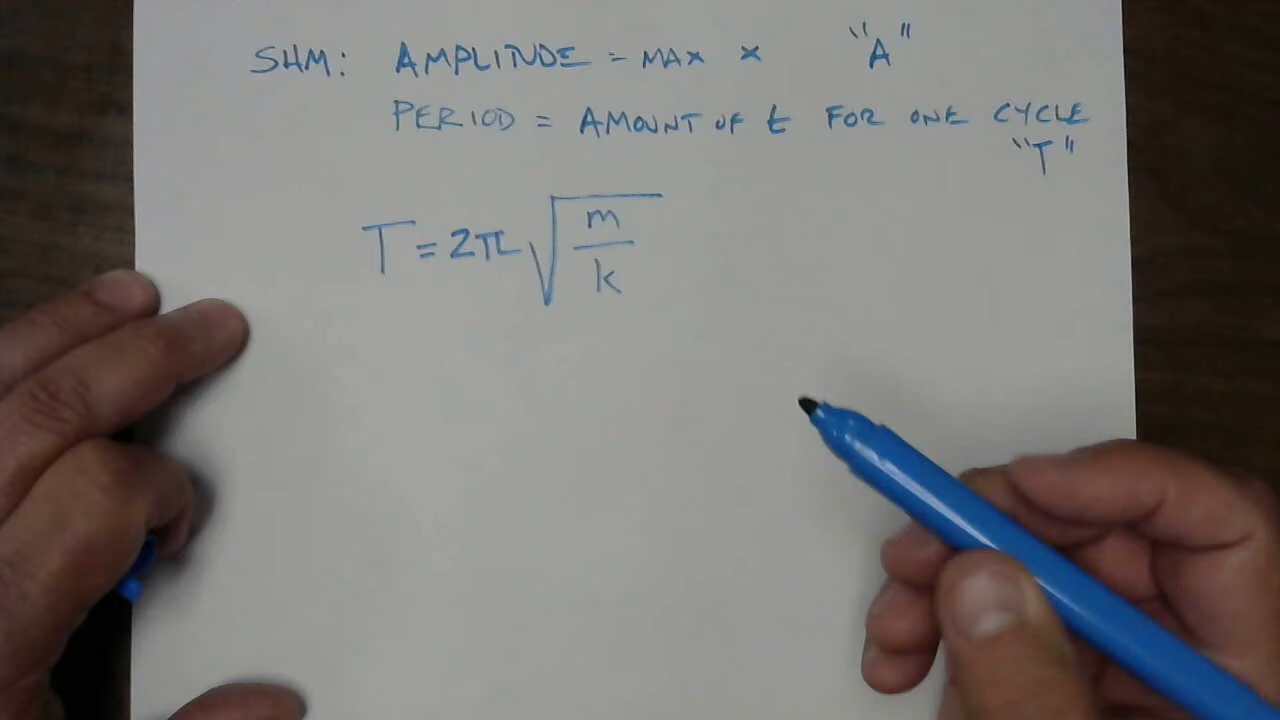 SHM: AMPLITUDE = MAX X "A"
PERIOD = AMOUNT OF t FOR ONE CYCLE
"T"
T = 2π √(m/k)